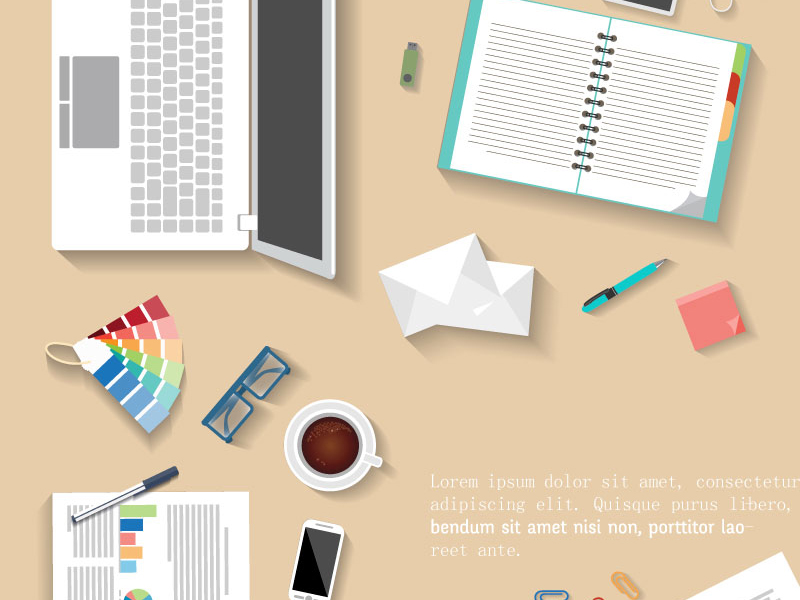 Lorem ipsum dolor sit amet, consectetur
adipiscing elit. Quisque purus libero,
bendum sit amet nisi non, porttitor lao-
reet ante.